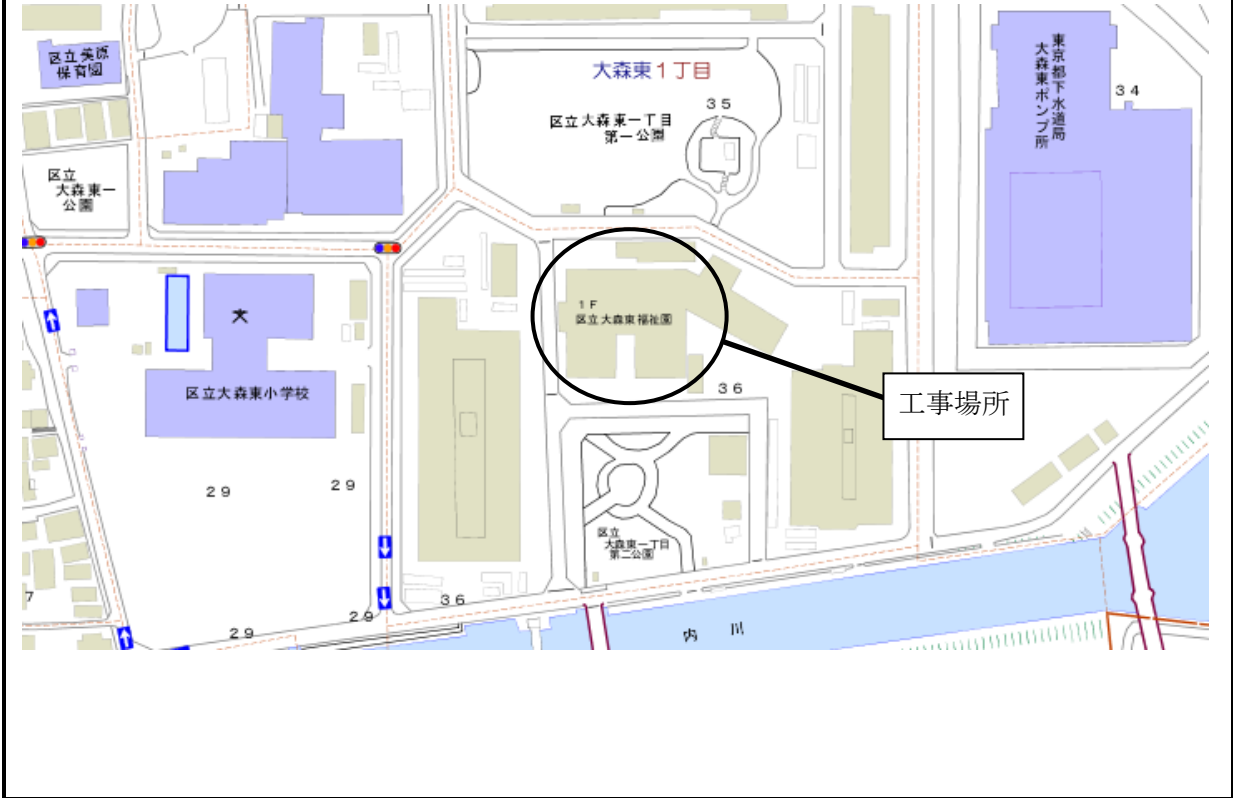 区立美原
保育園
大森東１丁目
３５
区立大森東一丁目
第一公園
東京都下水道局
大森東ポンプ所
３４
区立
大森東一
公園
文
区立大森東小学校
１Ｆ
区立大森東福祉園
３６
工事場所
２９
２９
区立
大森東一丁目
第二公園
7
３６
２９
２９
内川